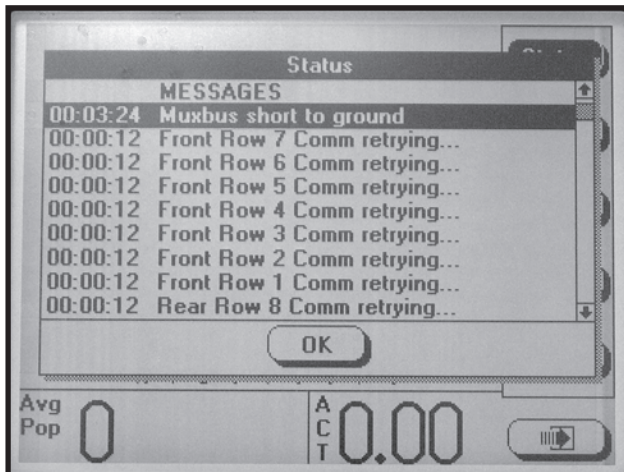 Status
MESSAGES
00:03:24 Muxbus short to ground
00:00:12 Front Row 7 Comm retrying...
00:00:12 Front Row 6 Comm retrying...
00:00:12 Front Row 5 Comm retrying...
00:00:12 Front Row 4 Comm retrying...
00:00:12 Front Row 3 Comm retrying...
00:00:12 Front Row 2 Comm retrying...
00:00:12 Front Row 1 Comm retrying...
00:00:12 Rear Row 8 Comm retrying...
OK
Avg
Pop 0
ACT 0.00